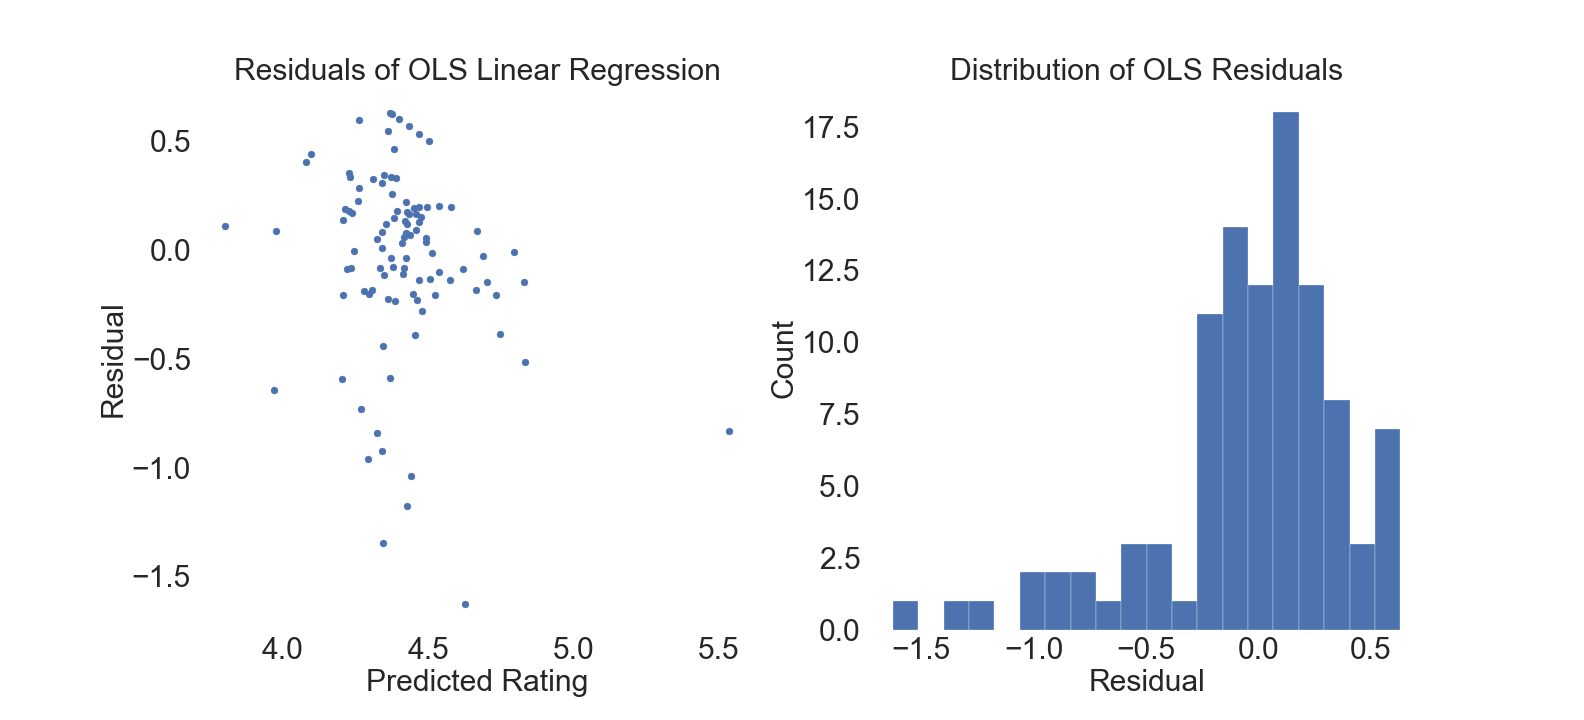 Residuals of OLS Linear Regression
0.5
0.0
−0.5
−1.0
−1.5
Residual
4.0 4.5 5.0 5.5
Predicted Rating
Distribution of OLS Residuals
17.5
15.0
12.5
10.0
7.5
5.0
2.5
0.0
Count
−1.5 −1.0 −0.5 0.0 0.5
Residual